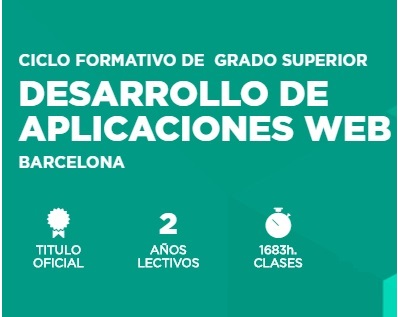 CICLO FORMATIVO DE GRADO SUPERIOR
DESARROLLO DE
APLICACIONES WEB
BARCELONA
TITULO
OFICIAL
2
AÑOS
LECTIVOS
1683h.
CLASES